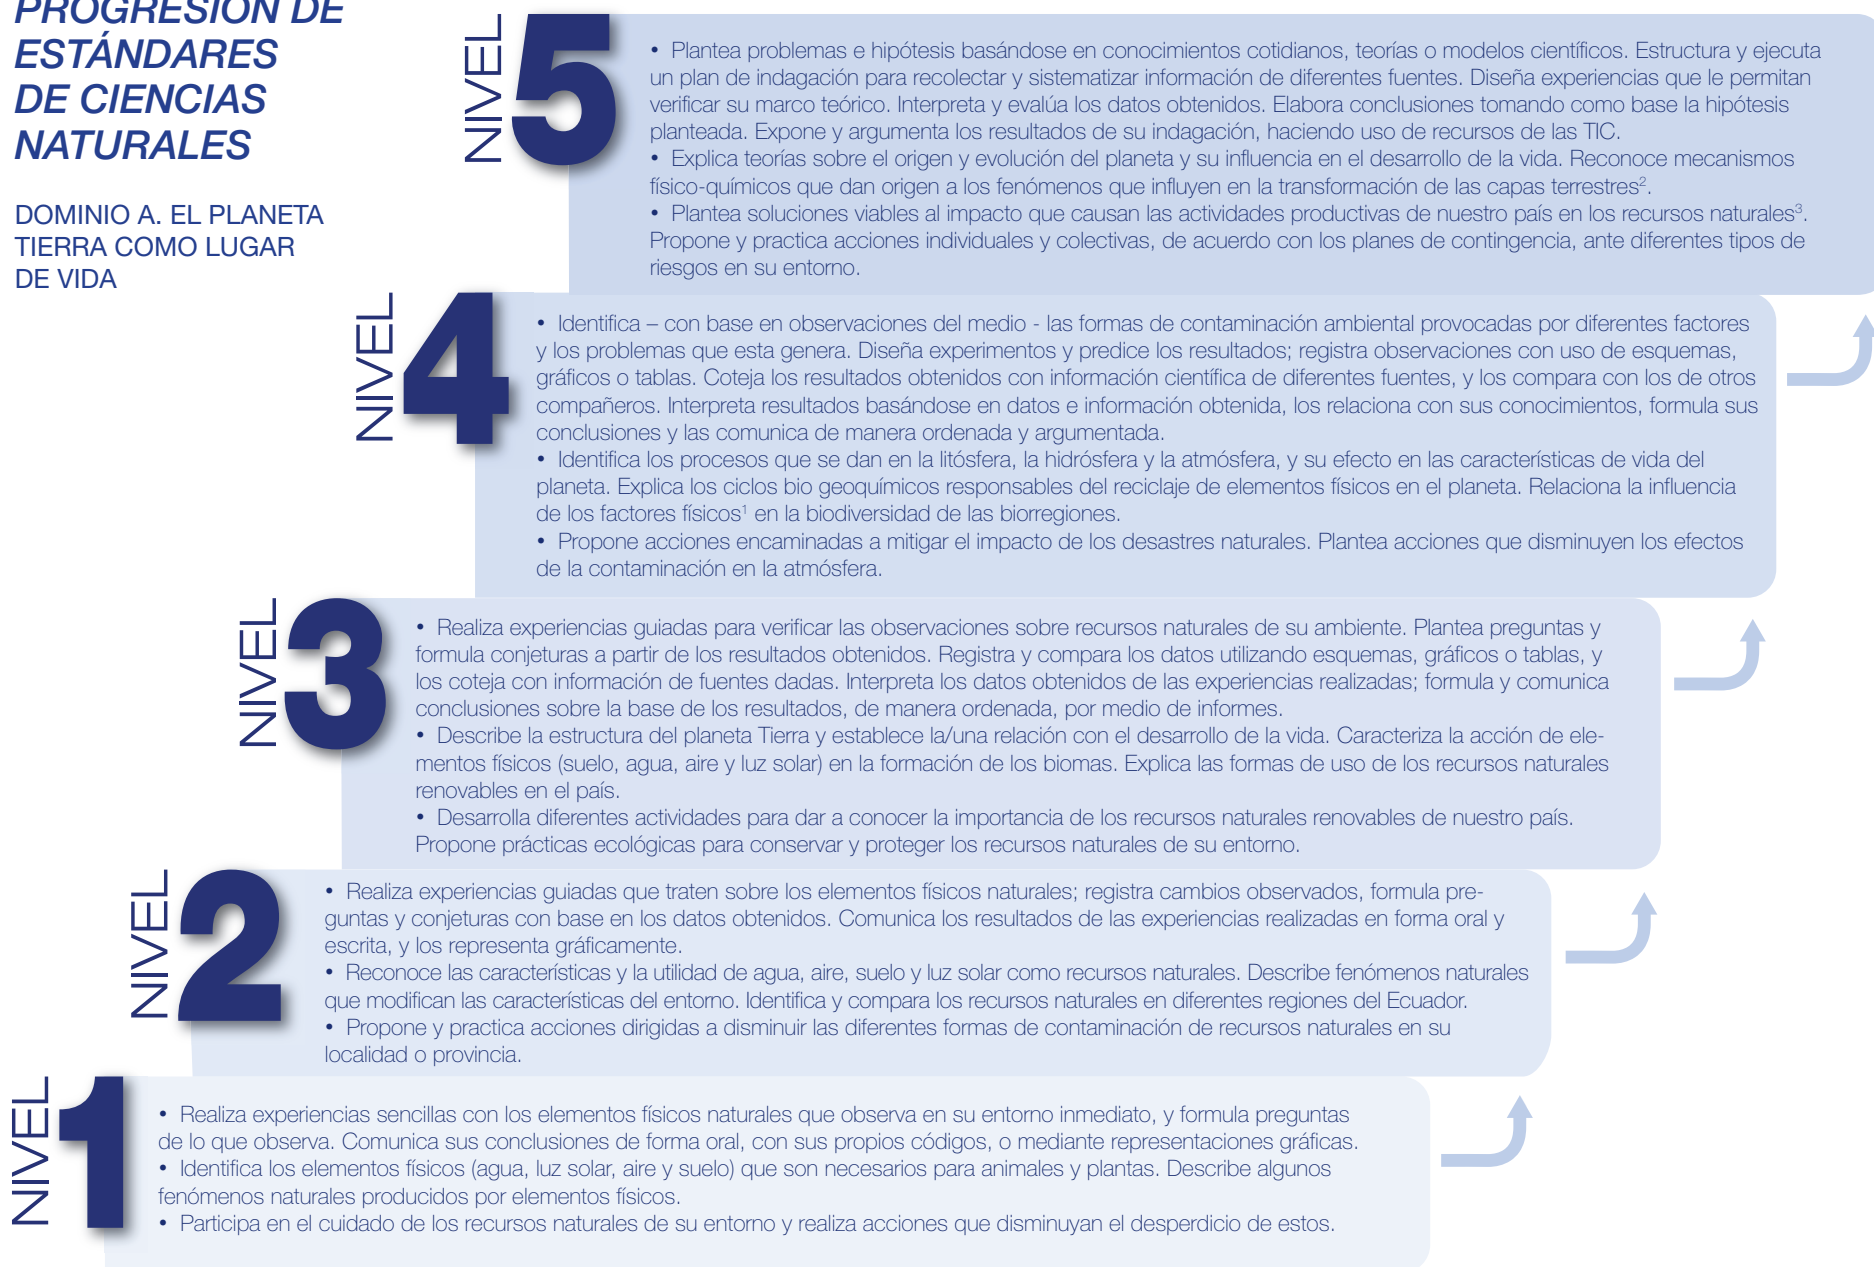 PROGRESIÓN DE
ESTÁNDARES
DE CIENCIAS
NATURALES
DOMINIO A. EL PLANETA
TIERRA COMO LUGAR
DE VIDA
NIVEL 5
• Plantea problemas e hipótesis basándose en conocimientos cotidianos, teorías o modelos científicos. Estructura y ejecuta
un plan de indagación para recolectar y sistematizar información de diferentes fuentes. Diseña experiencias que le permitan
verificar su marco teórico. Interpreta y evalúa los datos obtenidos. Elabora conclusiones tomando como base la hipótesis
planteada. Expone y argumenta los resultados de su indagación, haciendo uso de recursos de las TIC.
• Explica teorías sobre el origen y evolución del planeta y su influencia en el desarrollo de la vida. Reconoce mecanismos
físico-químicos que dan origen a los fenómenos que influyen en la transformación de las capas terrestres².
• Plantea soluciones viables al impacto que causan las actividades productivas de nuestro país en los recursos naturales³.
Propone y practica acciones individuales y colectivas, de acuerdo con los planes de contingencia, ante diferentes tipos de
riesgos en su entorno.
NIVEL 4
• Identifica – con base en observaciones del medio - las formas de contaminación ambiental provocadas por diferentes factores
y los problemas que esta genera. Diseña experimentos y predice los resultados; registra observaciones con uso de esquemas,
gráficos o tablas. Coteja los resultados obtenidos con información científica de diferentes fuentes, y los compara con los de otros
compañeros. Interpreta resultados basándose en datos e información obtenida, los relaciona con sus conocimientos, formula sus
conclusiones y las comunica de manera ordenada y argumentada.
• Identifica los procesos que se dan en la litósfera, la hidrósfera y la atmósfera, y su efecto en las características de vida del
planeta. Explica los ciclos bio geoquímicos responsables del reciclaje de elementos físicos en el planeta. Relaciona la influencia
de los factores físicos¹ en la biodiversidad de las biorregiones.
• Propone acciones encaminadas a mitigar el impacto de los desastres naturales. Plantea acciones que disminuyen los efectos
de la contaminación en la atmósfera.
NIVEL 3
• Realiza experiencias guiadas para verificar las observaciones sobre recursos naturales de su ambiente. Plantea preguntas y
formula conjeturas a partir de los resultados obtenidos. Registra y compara los datos utilizando esquemas, gráficos o tablas, y
los coteja con información de fuentes dadas. Interpreta los datos obtenidos de las experiencias realizadas; formula y comunica
conclusiones sobre la base de los resultados, de manera ordenada, por medio de informes.
• Describe la estructura del planeta Tierra y establece la/una relación con el desarrollo de la vida. Caracteriza la acción de ele-
mentos físicos (suelo, agua, aire y luz solar) en la formación de los biomas. Explica las formas de uso de los recursos naturales
renovables en el país.
• Desarrolla diferentes actividades para dar a conocer la importancia de los recursos naturales renovables de nuestro país.
Propone prácticas ecológicas para conservar y proteger los recursos naturales de su entorno.
NIVEL 2
• Realiza experiencias guiadas que traten sobre los elementos físicos naturales; registra cambios observados, formula pre-
guntas y conjeturas con base en los datos obtenidos. Comunica los resultados de las experiencias realizadas en forma oral y
escrita, y los representa gráficamente.
• Reconoce las características y la utilidad de agua, aire, suelo y luz solar como recursos naturales. Describe fenómenos naturales
que modifican las características del entorno. Identifica y compara los recursos naturales en diferentes regiones del Ecuador.
• Propone y practica acciones dirigidas a disminuir las diferentes formas de contaminación de recursos naturales en su
localidad o provincia.
NIVEL 1
• Realiza experiencias sencillas con los elementos físicos naturales que observa en su entorno inmediato, y formula preguntas
de lo que observa. Comunica sus conclusiones de forma oral, con sus propios códigos, o mediante representaciones gráficas.
• Identifica los elementos físicos (agua, luz solar, aire y suelo) que son necesarios para animales y plantas. Describe algunos
fenómenos naturales producidos por elementos físicos.
• Participa en el cuidado de los recursos naturales de su entorno y realiza acciones que disminuyan el desperdicio de estos.